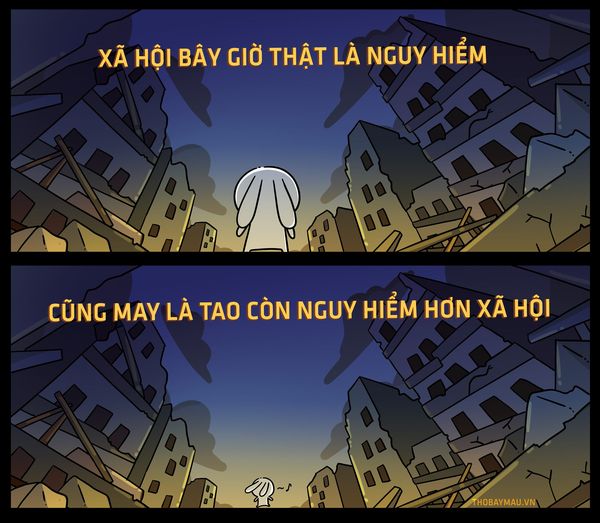 XÃ HỘI BÂY GIỜ THẬT LÀ NGUY HIỂM
CŨNG MAY LÀ TAO CÒN NGUY HIỂM HƠN XÃ HỘI
THOBAYMAU.VN